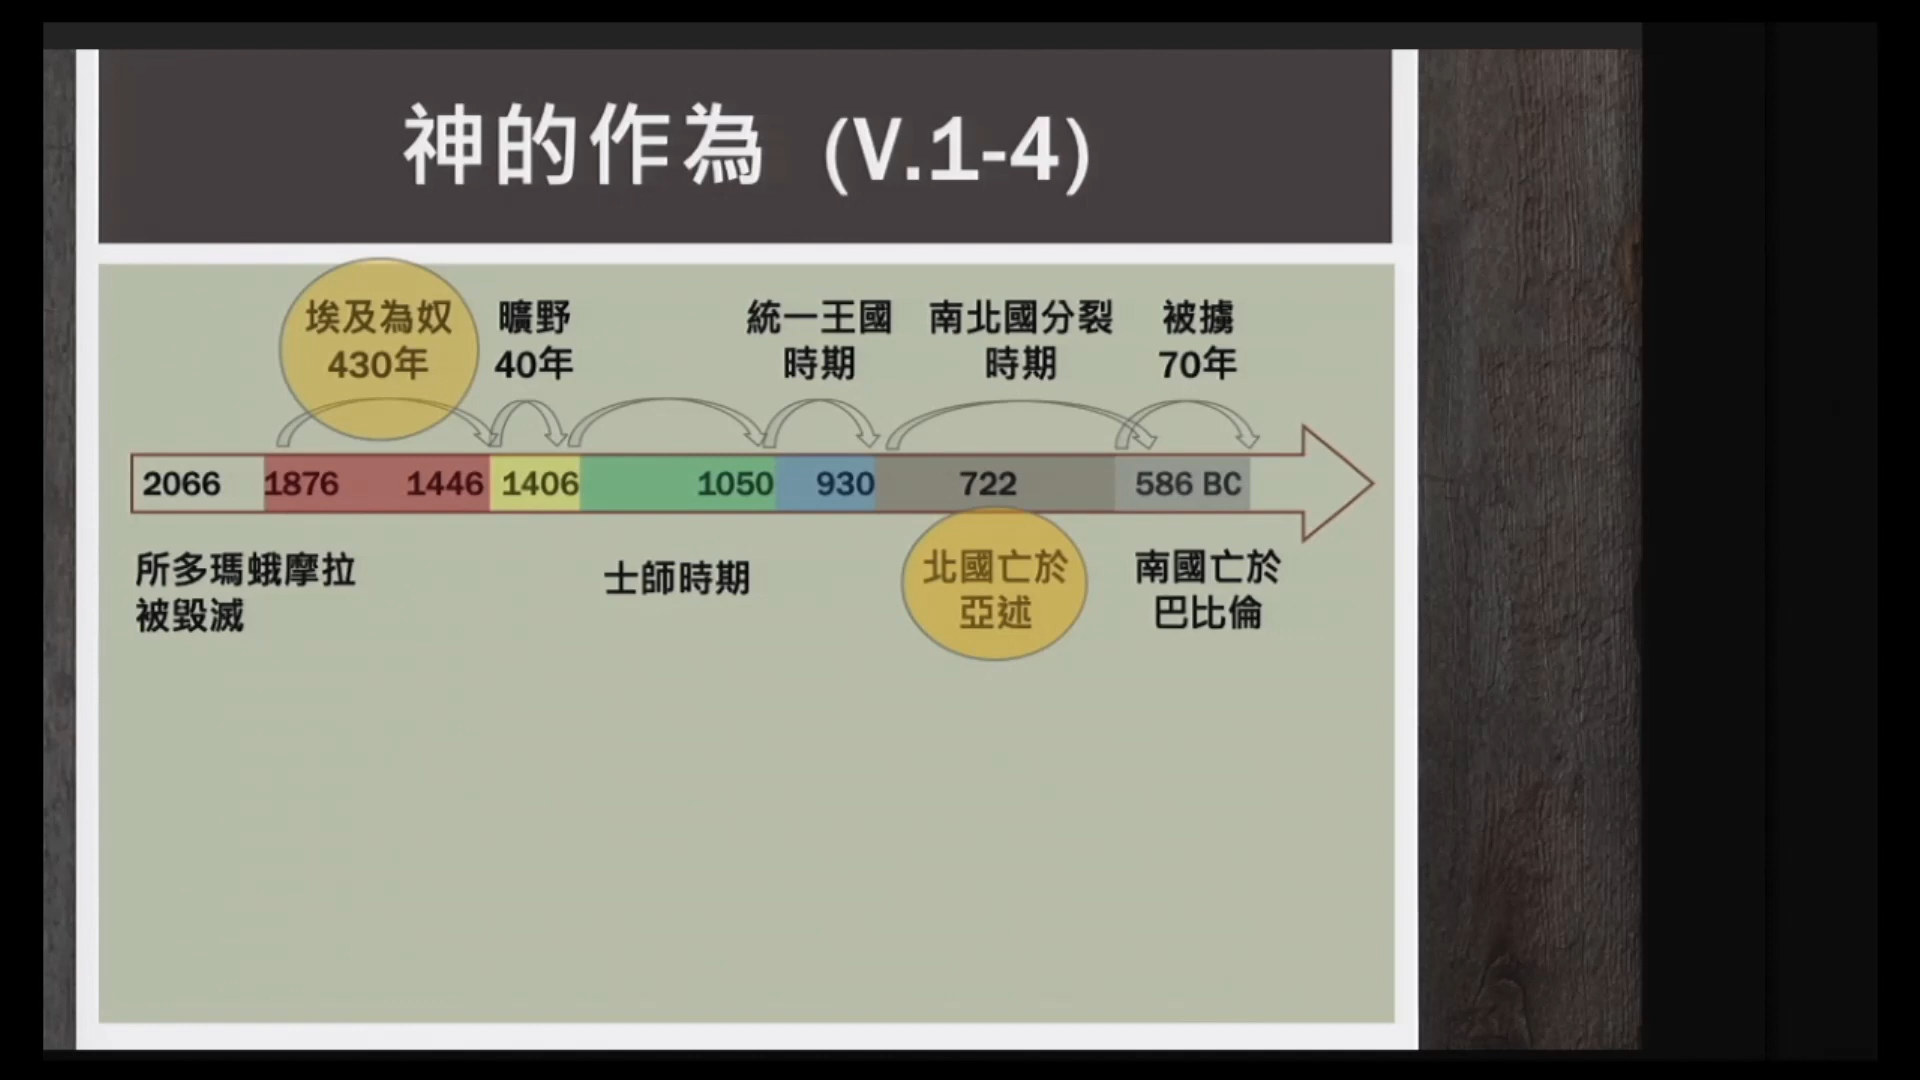 神的作為 (V.1-4)
埃及為奴
430年
曠野
40年
統一王國
時期
南北國分裂
時期
被擄
70年
2066 1876 1446 1406 1050 930 722 586 BC
所多瑪蛾摩拉
被毀滅
士師時期
北國亡於
亞述
南國亡於
巴比倫